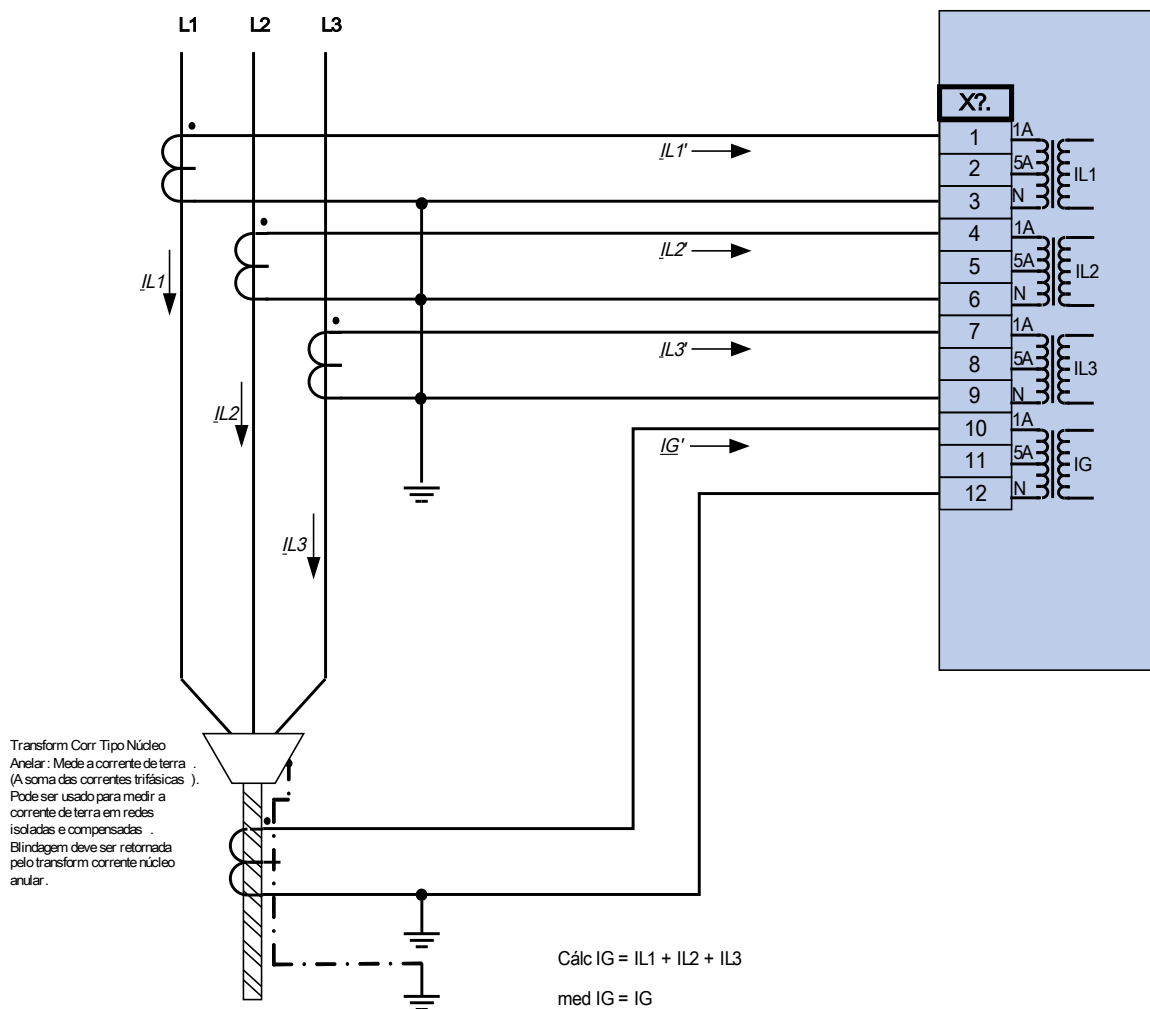 L1 L2 L3
X?.
1 1A
2 5A IL1
3 N
4 1A
5 5A IL2
6 N
7 1A
8 5A IL3
9 N
10 1A
11 5A IG
12 N
IL1'
IL2'
IL3'
IG'
IL1
IL2
IL3
Transform Corr Tipo Núcleo
Anelar : Mede a corrente de terra .
(A soma das correntes trifásicas ).
Pode ser usado para medir a
corrente de terra em redes
isoladas e compensadas .
Blindagem deve ser retornada
pelo transform corrente núcleo
anular .
Cálc IG = IL1 + IL2 + IL3
med IG = IG